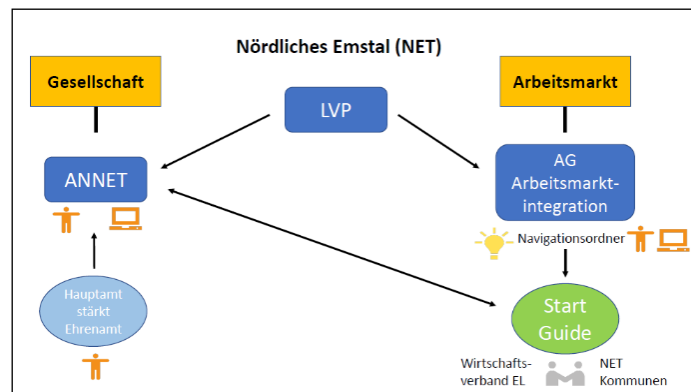 Nördliches Emstal (NET)
Gesellschaft
Arbeitsmarkt
LVP
ANNET
AG
Arbeitsmarkt-
integration
Navigationsordner
Hauptamt
stärkt
Ehrenamt
Start
Guide
Wirtschafts-
verband EL
NET
Kommunen